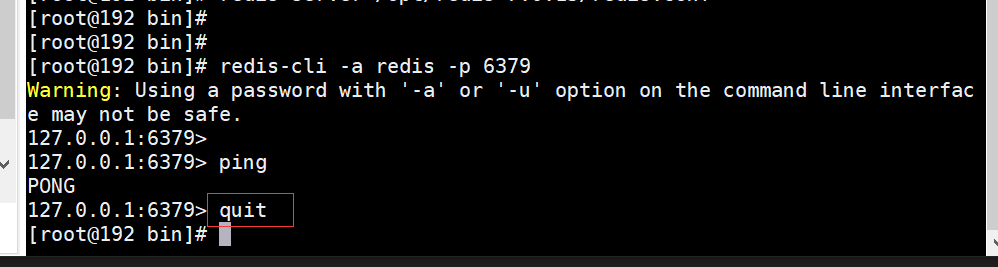 [root@192 bin]#
[root@192 bin]#
[root@192 bin]# redis-cli -a redis -p 6379
Warning: Using a password with '-a' or '-u' option on the command line interfac
e may not be safe.
127.0.0.1:6379>
127.0.0.1:6379> ping
PONG
127.0.0.1:6379> quit
[root@192 bin]#